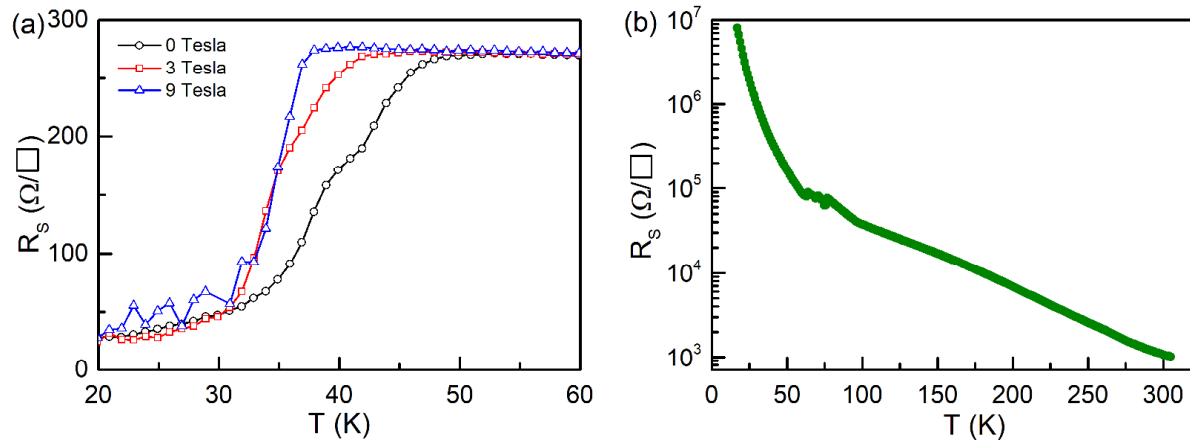 (a)
300
200
100
0
R_S (Ω/□)
0 Tesla
3 Tesla
9 Tesla
20 30 40 50 60
T (K)
(b)
10^7
10^6
10^5
10^4
10^3
R_S (Ω/□)
0 50 100 150 200 250 300
T (K)